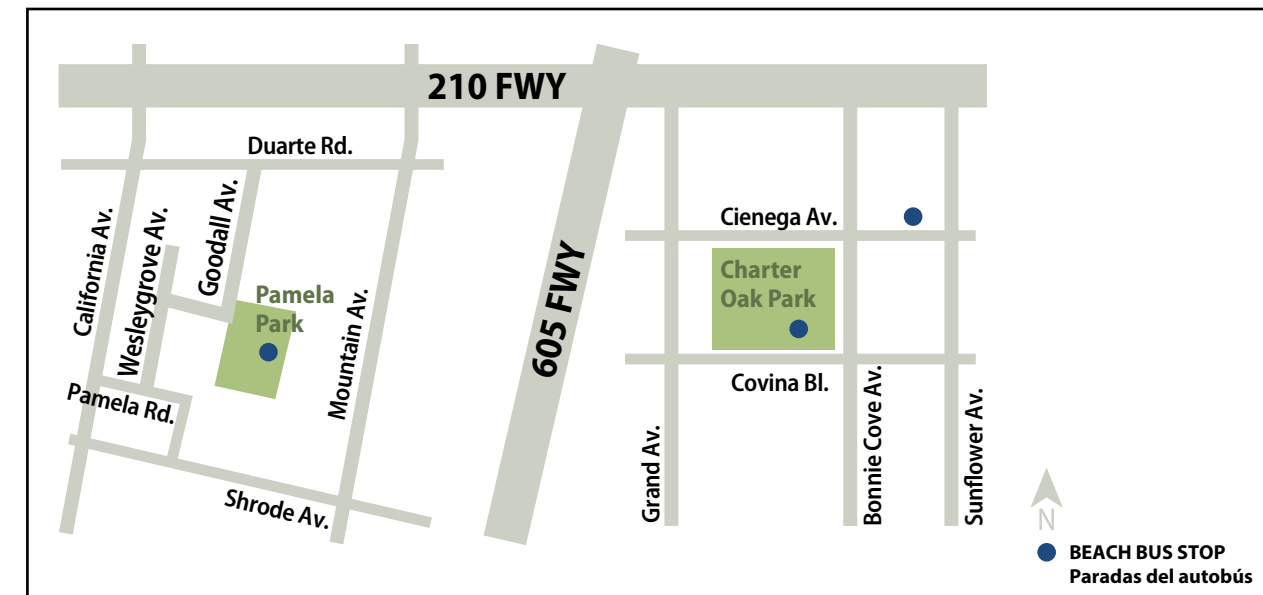 210 FWY
Duarte Rd.
California Av.
Wesleygrove Av.
Goodall Av.
Pamela
Park
Mountain Av.
Pamela Rd.
Shrode Av.
605 FWY
Cienega Av.
Charter
Oak Park
Covina Bl.
Grand Av.
Bonnie Cove Av.
Sunflower Av.
N
BEACH BUS STOP
Paradas del autobús